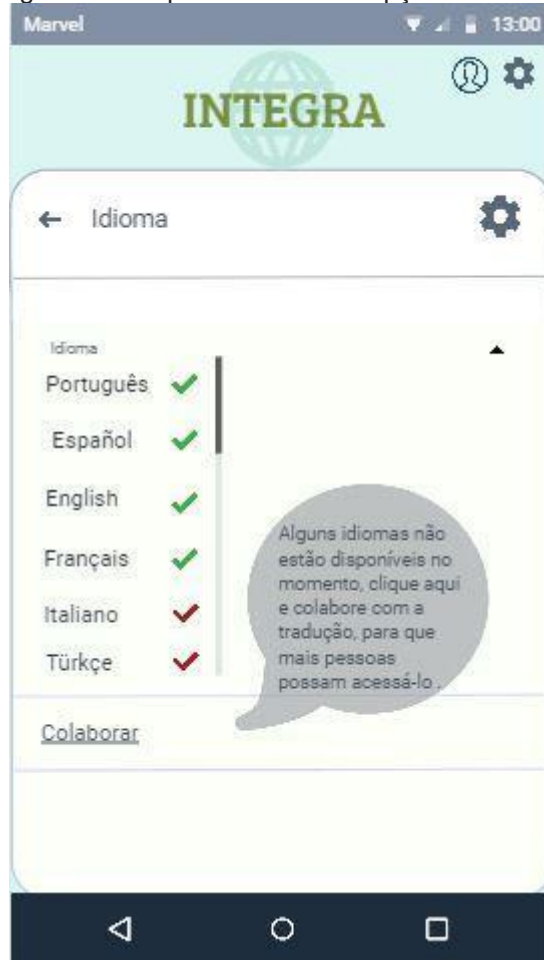 Marvel
13:00
INTEGRA
Idioma
Idioma
Português
Español
English
Français
Italiano
Türkçe
Alguns idiomas não
estão disponíveis no
momento, clique aqui
e colabore com a
tradução, para que
mais pessoas
possam acessá-lo .
Colaborar